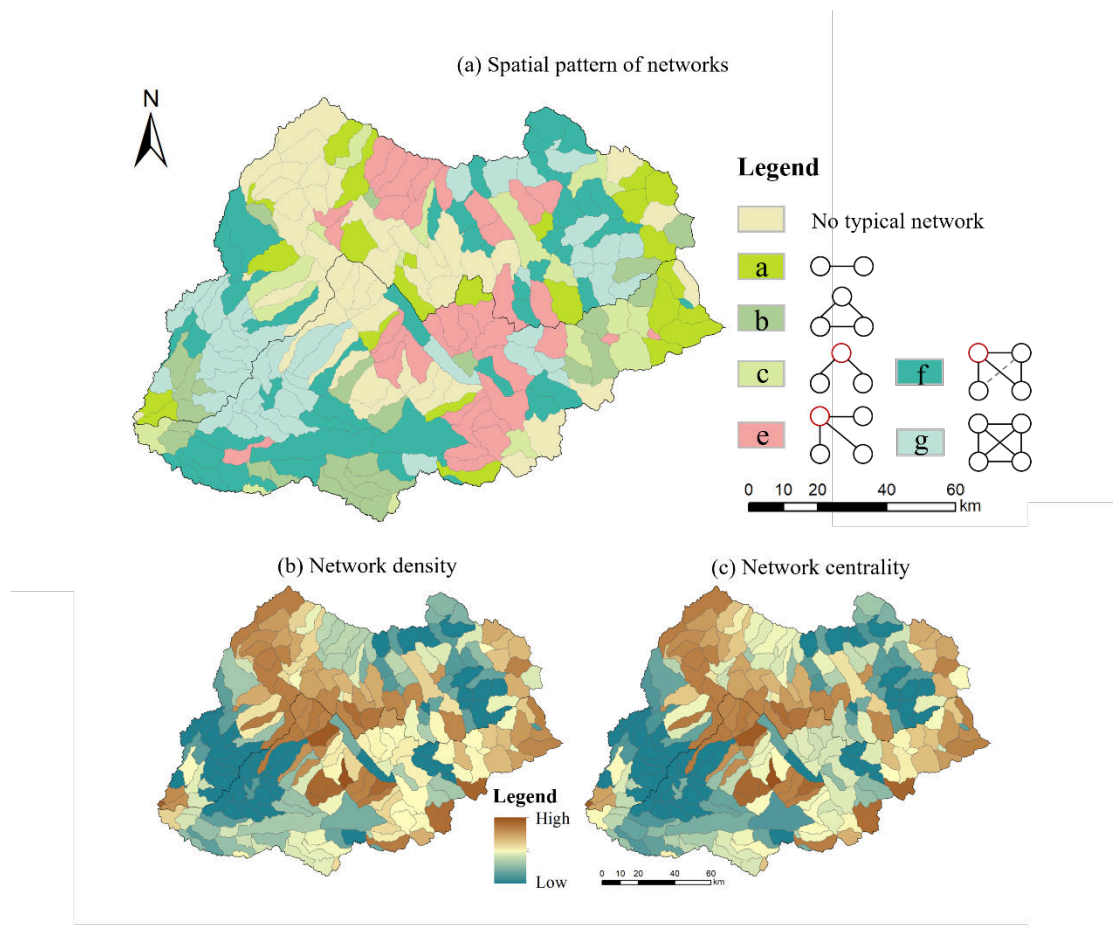 (a) Spatial pattern of networks
N
Legend
No typical network
a
b
c
f
e
g
0 20 40 60
km
(b) Network density
(c) Network centrality
Legend
High
Low
0 10 20 40 60
km